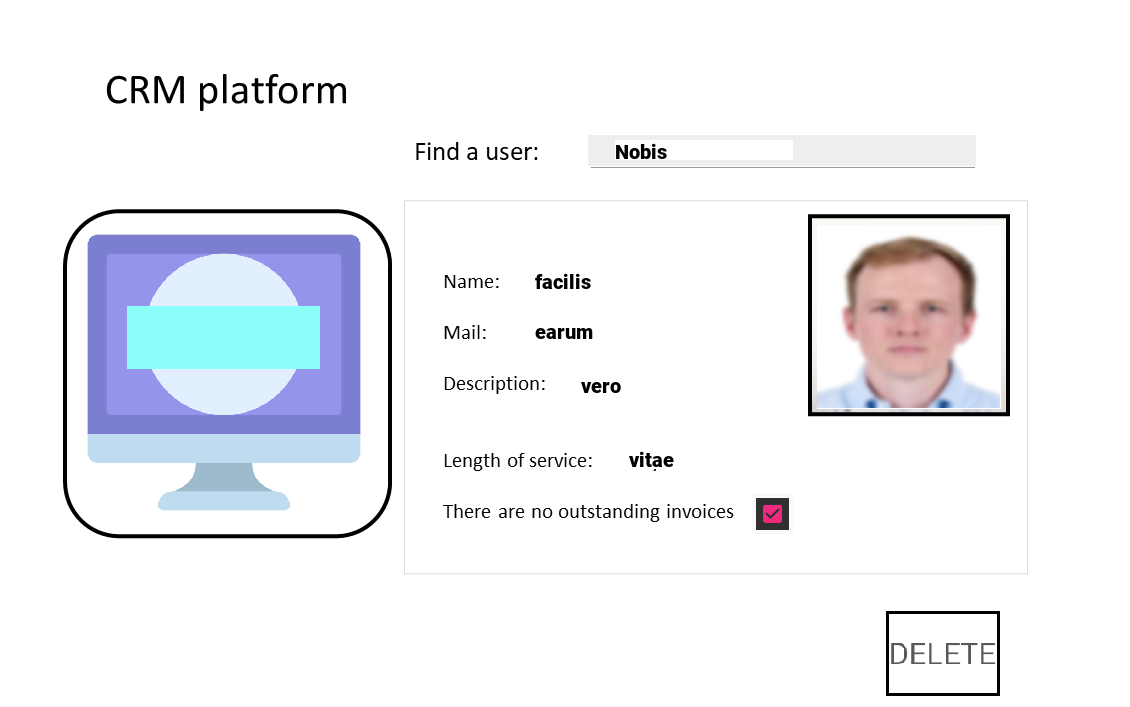 CRM platform
Find a user: Nobis
Name: facilis
Mail: earum
Description: vero
Length of service: vitae
There are no outstanding invoices
DELETE